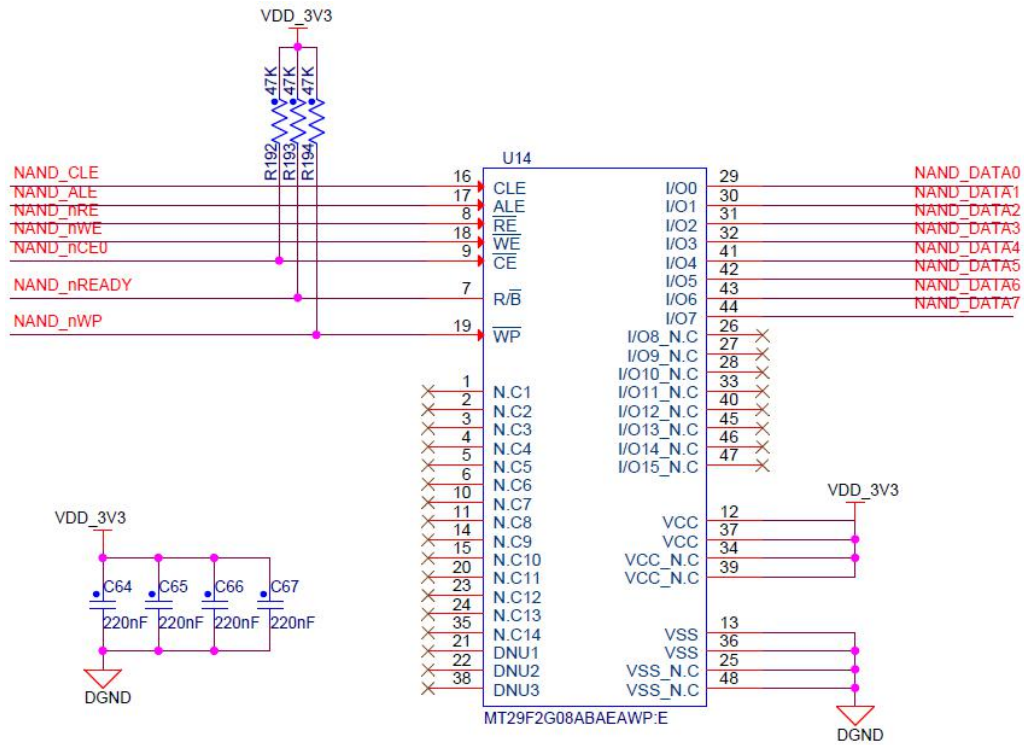 VDD_3V3
47K
47K
47K
R192
R193
R194
U14
NAND_CLE
NAND_ALE
NAND_nRE
NAND_nWE
NAND_nCE0
NAND_nREADY
NAND_nWP
16 CLE
17 ALE
8 RE
18 WE
9 CE
7 R/B
19 WP
1 N.C1
2 N.C2
3 N.C3
4 N.C4
5 N.C5
6 N.C6
10 N.C7
11 N.C8
14 N.C9
15 N.C10
20 N.C11
23 N.C12
24 N.C13
35 N.C14
21 DNU1
22 DNU2
38 DNU3
I/O0 29 NAND_DATA0
I/O1 30 NAND_DATA1
I/O2 31 NAND_DATA2
I/O3 32 NAND_DATA3
I/O4 41 NAND_DATA4
I/O5 42 NAND_DATA5
I/O6 43 NAND_DATA6
I/O7 44 NAND_DATA7
I/O8_N.C 26
I/O9_N.C 27
I/O10_N.C 28
I/O11_N.C 33
I/O12_N.C 40
I/O13_N.C 45
I/O14_N.C 46
I/O15_N.C 47
VDD_3V3
VCC 12
VCC 37
VCC_N.C 34
VCC_N.C 39
VSS 13
VSS 36
VSS_N.C 25
VSS_N.C 48
DGND
MT29F2G08ABAEAWP:E
VDD_3V3
C64 C65 C66 C67
220nF 220nF 220nF 220nF
DGND